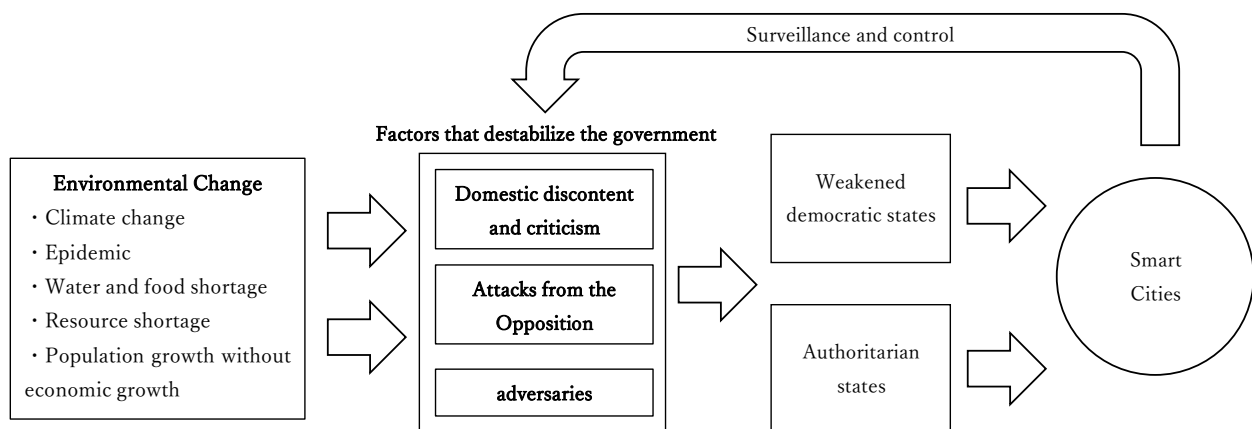 Surveillance and control
Factors that destabilize the government
Environmental Change
・Climate change
・Epidemic
・Water and food shortage
・Resource shortage
・Population growth without
economic growth
Domestic discontent
and criticism
Attacks from the
Opposition
adversaries
Weakened
democratic states
Authoritarian
states
Smart
Cities